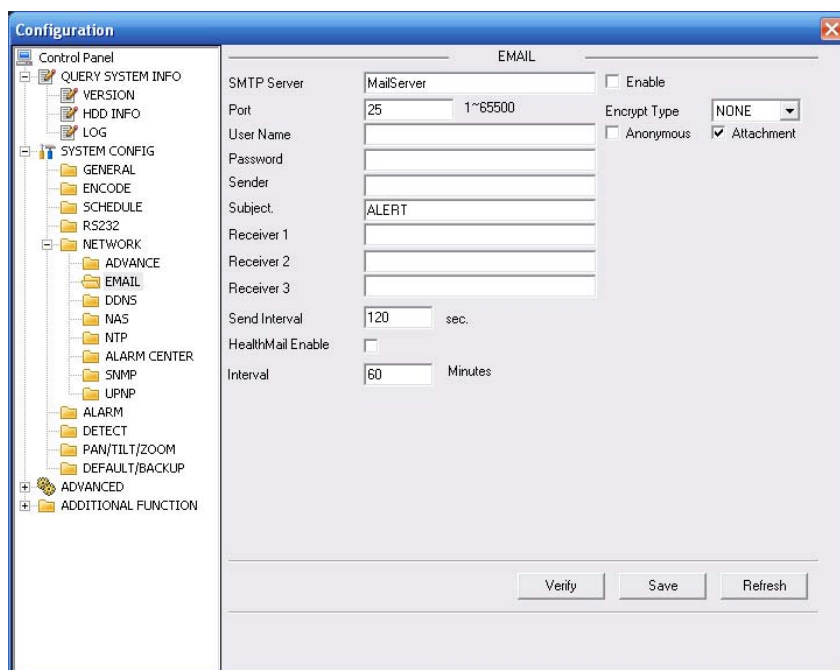 Configuration
Control Panel
QUERY SYSTEM INFO
VERSION
HDD INFO
LOG
SYSTEM CONFIG
GENERAL
ENCODE
SCHEDULE
RS232
NETWORK
ADVANCE
EMAIL
DDNS
NAS
NTP
ALARM CENTER
SNMP
UPNP
ALARM
DETECT
PAN/TILT/ZOOM
DEFAULT/BACKUP
ADVANCED
ADDITIONAL FUNCTION
EMAIL
SMTP Server MailServer Enable
Port 25 1~65500 Encrypt Type NONE
User Name Anonymous Attachment
Password
Sender
Subject. ALERT
Receiver 1
Receiver 2
Receiver 3
Send Interval 120 sec.
HealthMail Enable
Interval 60 Minutes
Verify Save Refresh